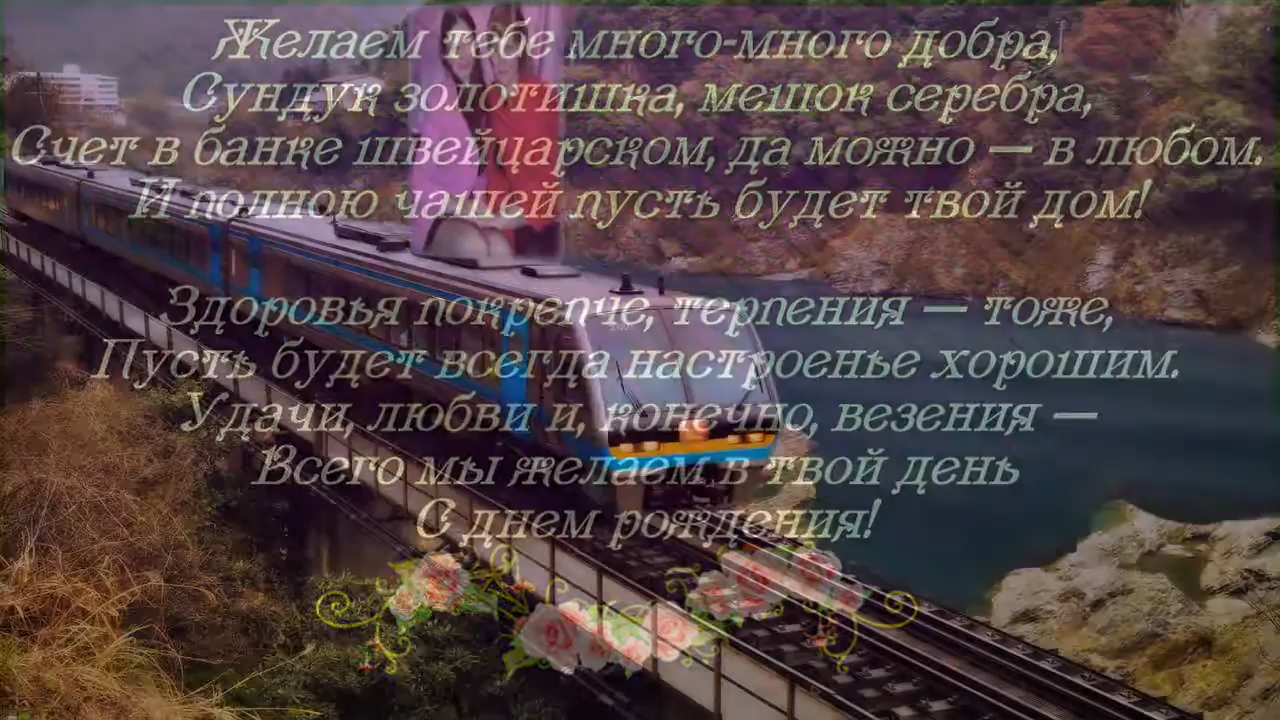 Желаем тебе много-много добра,
Сундук золотишка, мешок серебра,
Счет в банке швейцарском, да можно — в любом.
И полною чашей пусть будет твой дом!
Здоровья покрепче, терпения — тоже,
Пусть будет всегда настроенье хорошим.
Удачи, любви и, конечно, везения —
Всего мы желаем в твой день
С днем рождения!